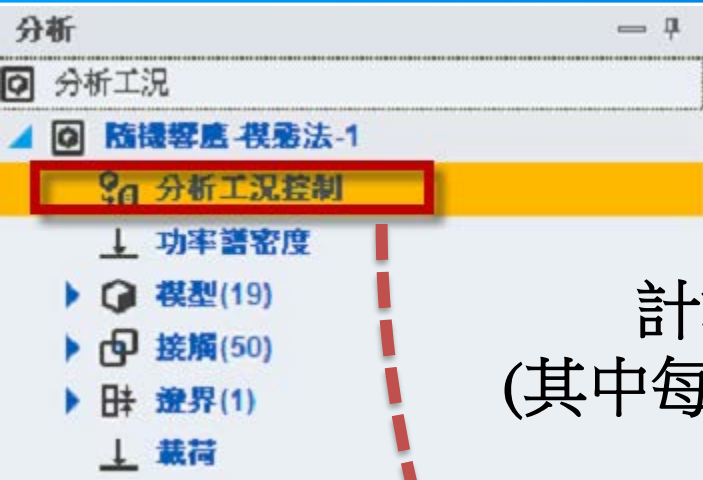 分析
分析工況
隨機響應-模態法-1
分析工況控制
功率譜密度
模型(19)
接觸(50)
邊界(1)
載荷
計
(其中每